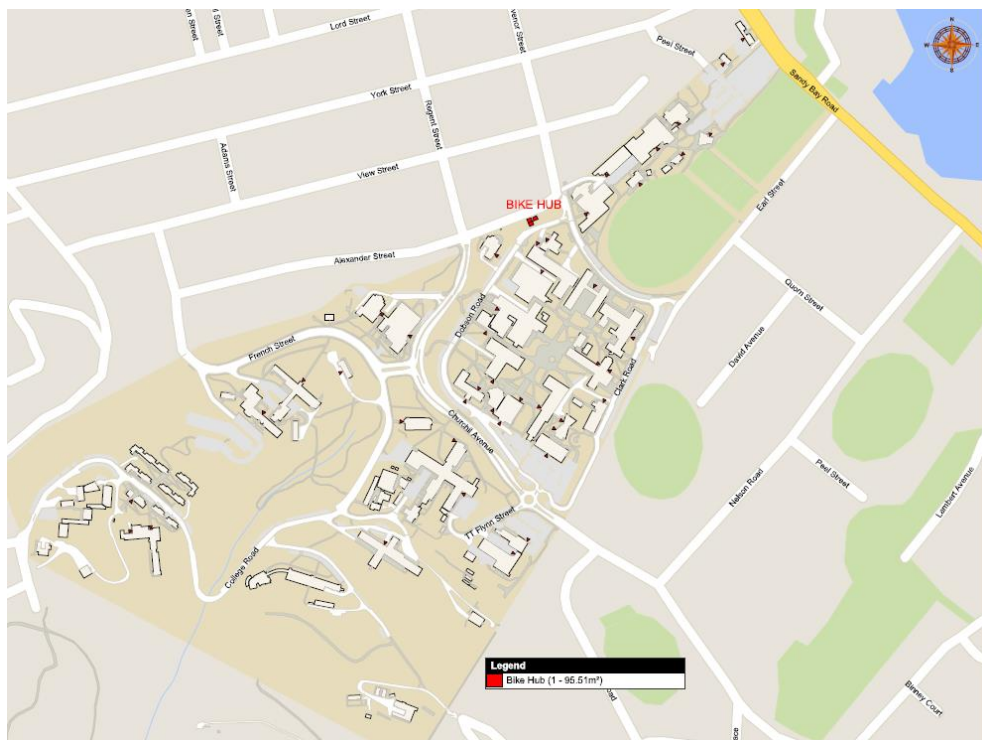 Lord Street
Peel Street
N
W
E
S
Sandy Bay Road
York Street
Regent Street
Adams Street
View Street
Earl Street
BIKE HUB
Alexander Street
Quorn Street
Dobson Road
David Avenue
French Street
Clark Road
Churchill Avenue
Nelson Road
Peel Street
Lambert Avenue
TT Flynn Street
College Road
Legend
Bike Hub (1 - 95.51m²)
Binney Court